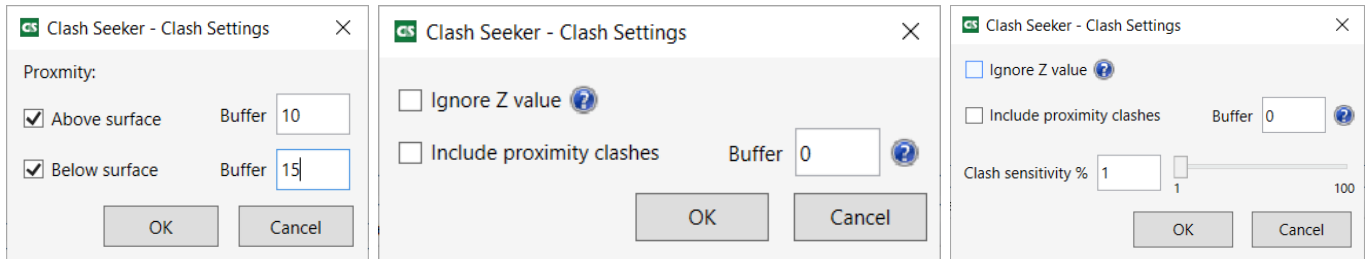 CS Clash Seeker - Clash Settings
Proxmity:
Above surface Buffer 10
Below surface Buffer 15
OK Cancel
CS Clash Seeker - Clash Settings
Ignore Z value ?
Include proximity clashes Buffer 0 ?
OK Cancel
CS Clash Seeker - Clash Settings
Ignore Z value ?
Include proximity clashes Buffer 0 ?
Clash sensitivity % 1
1 100
OK Cancel